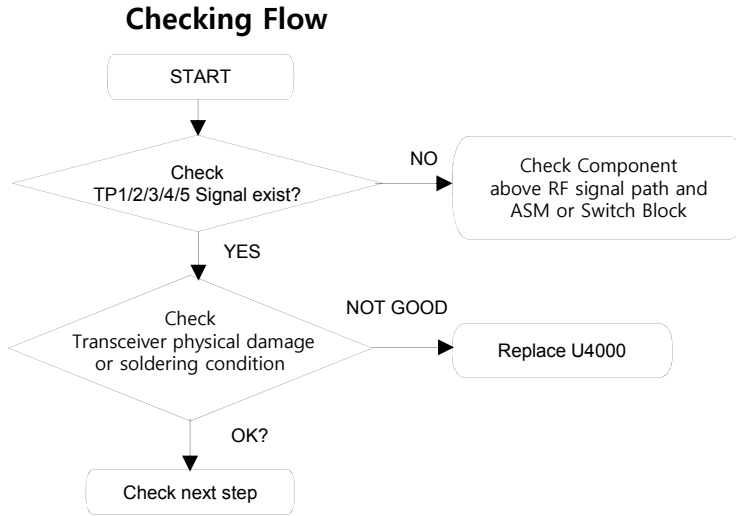 Checking Flow
START
Check
TP1/2/3/4/5 Signal exist?
NO
Check Component
above RF signal path and
ASM or Switch Block
YES
Check
Transceiver physical damage
or soldering condition
NOT GOOD
Replace U4000
OK?
Check next step